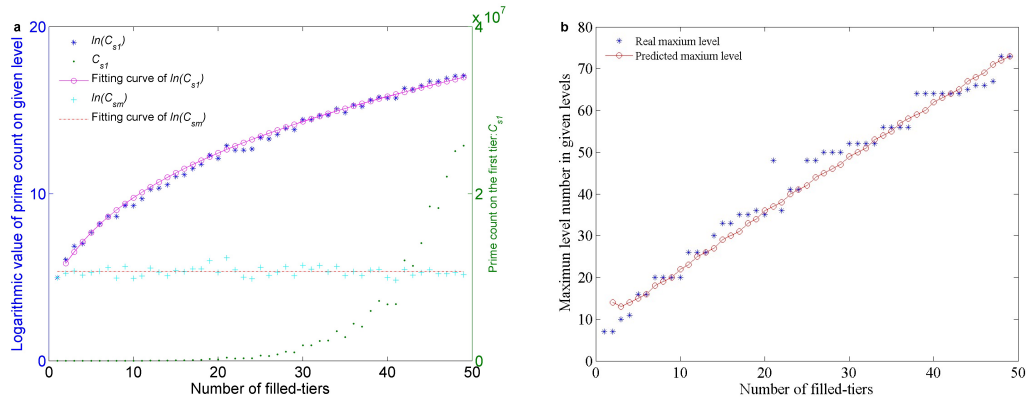 a
x 10^7
20
4
ln(C_s1)
C_s1
Fitting curve of ln(C_s1)
ln(C_sm)
Fitting curve of ln(C_sm)
Logarithmic value of prime count on given level
10
2
Prime count on the first tier:C_s1
0
0
0 10 20 30 40 50
Number of filled-tiers
b
80
Real maxium level
Predicted maxium level
70
60
50
40
30
20
10
0
Maximun level number in given levels
0 10 20 30 40 50
Number of filled-tiers